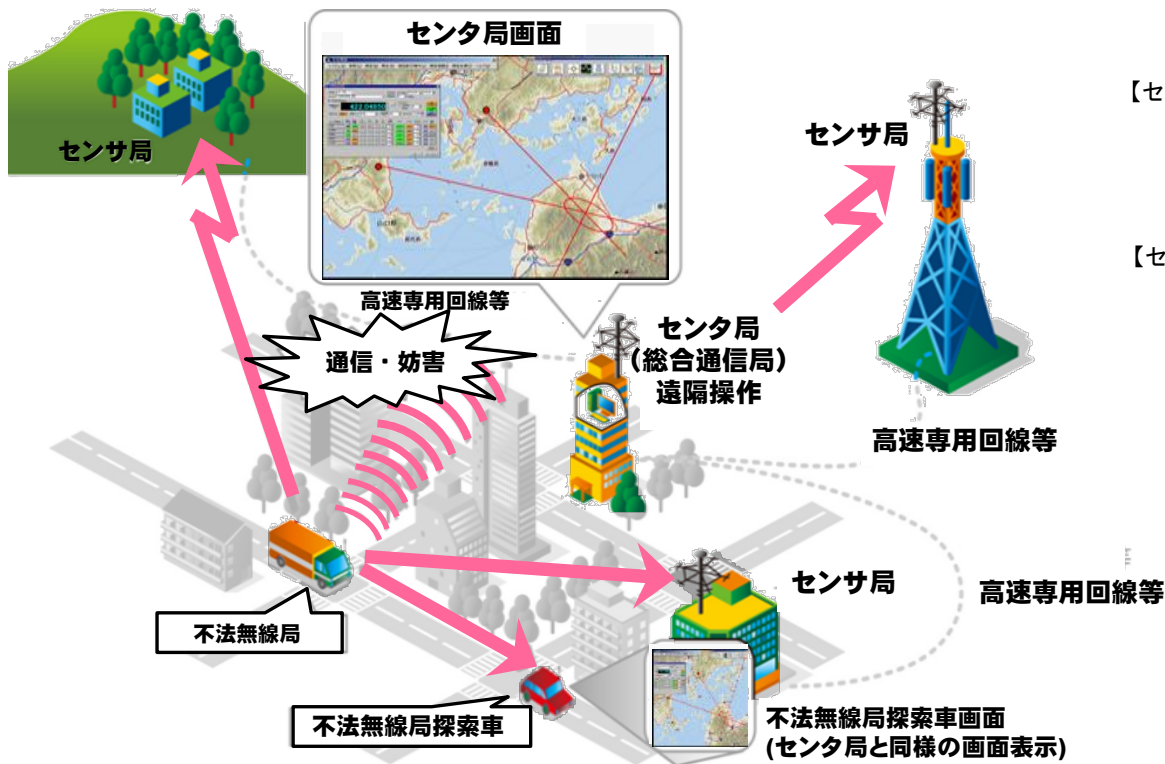 センタ局画面
422.04850
センサ局
センサ局
【セ
【セ
高速専用回線等
通信・妨害
センタ局
(総合通信局)
遠隔操作
高速専用回線等
センサ局
高速専用回線等
不法無線局
不法無線局探索車
不法無線局探索車画面
(センタ局と同様の画面表示)